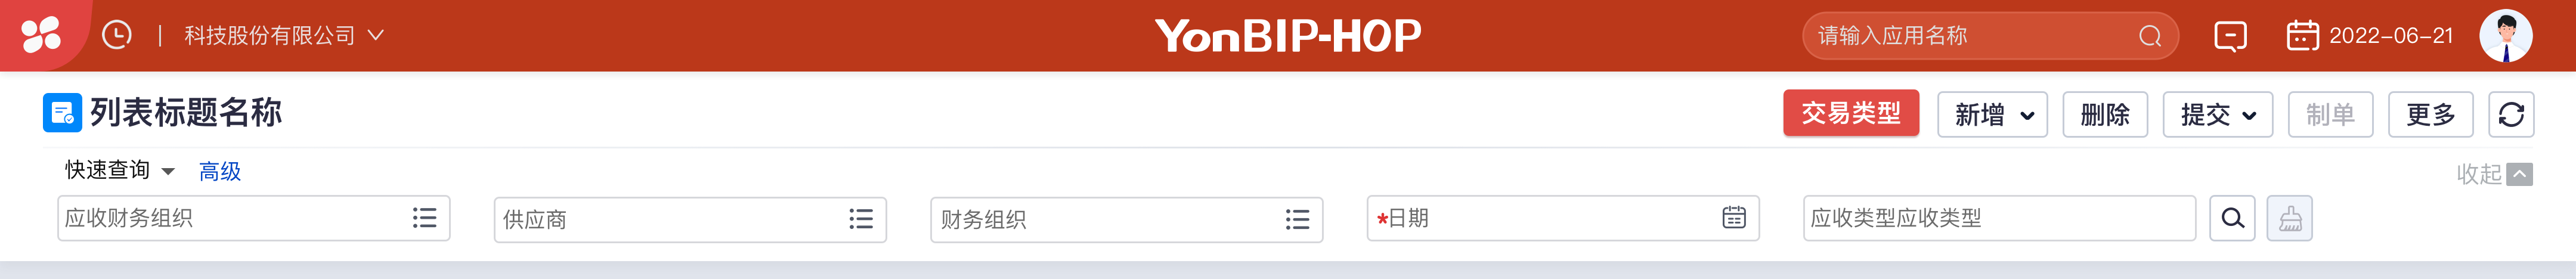 科技股份有限公司 YonBIP-HOP 请输入应用名称 2022-06-21
列表标题名称 交易类型 新增 删除 提交 制单 更多
快速查询 高级 收起
应收财务组织 供应商 财务组织 *日期 应收类型应收类型